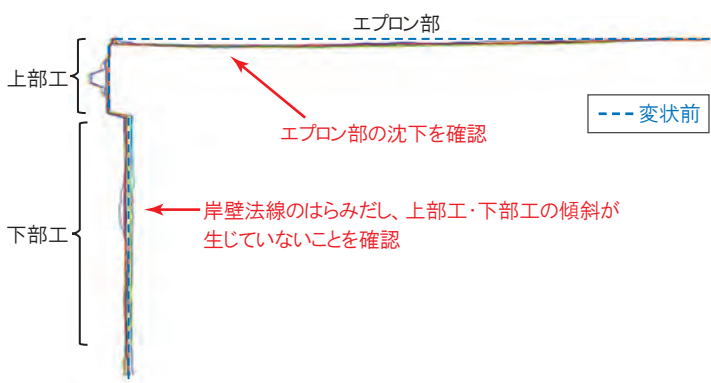 エプロン部
上部工
エプロン部の沈下を確認
変状前
岸壁法線のはらみだし、上部工・下部工の傾斜が
生じていないことを確認
下部工